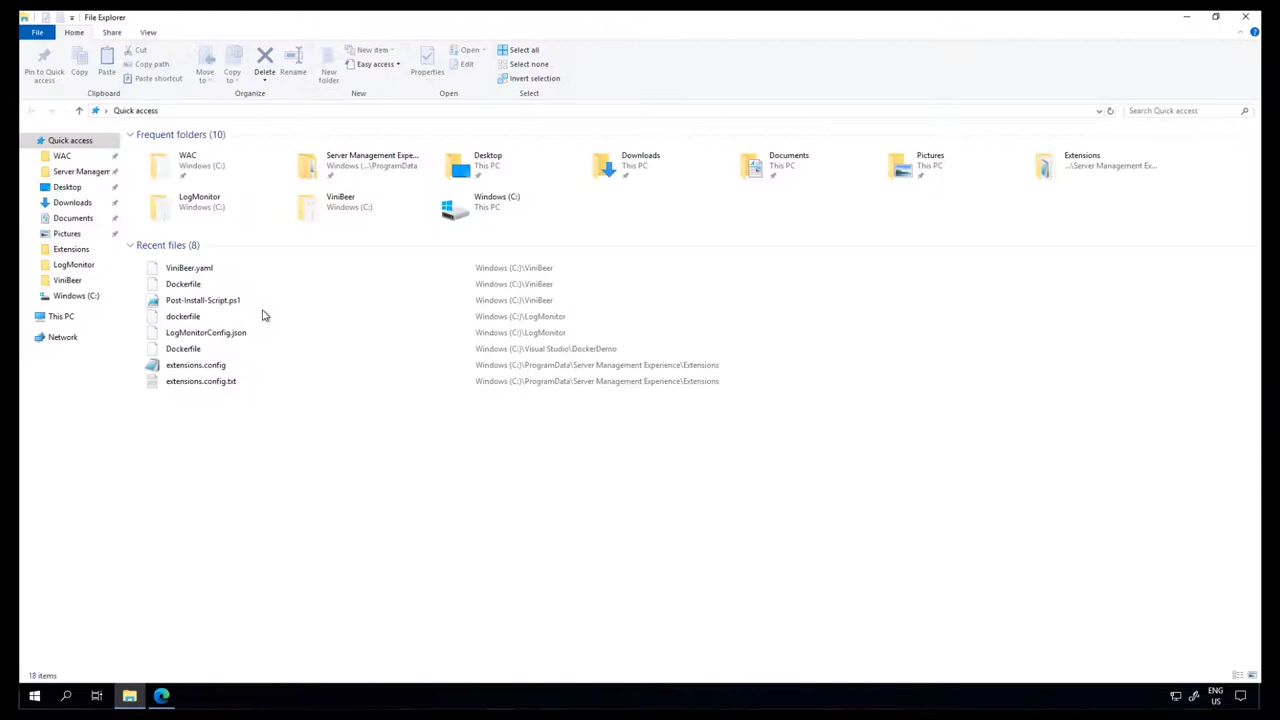 File Explorer
File Home Share View
Pin to Quick access
Copy
Paste
Cut
Copy path
Paste shortcut
Clipboard
Move to
Copy to
Delete
Rename
Organize
New folder
New item
Easy access
New
Properties
Open
Edit
Open
Select all
Select none
Invert selection
Select
Quick access
Search Quick access
Quick access
WAC
Server Managem
Desktop
Downloads
Documents
Pictures
Extensions
LogMonitor
ViniBeer
Windows (C:)
This PC
Network
Frequent folders (10)
WAC
Windows (C:)
Server Management Expe...
Windows (...\ProgramData
Desktop
This PC
Downloads
This PC
Documents
This PC
Pictures
This PC
Extensions
...\Server Management Ex...
LogMonitor
Windows (C:)
ViniBeer
Windows (C:)
Windows (C:)
This PC
Recent files (8)
ViniBeer.yaml Windows (C:)\ViniBeer
Dockerfile Windows (C:)\ViniBeer
Post-Install-Script.ps1 Windows (C:)\ViniBeer
dockerfile Windows (C:)\LogMonitor
LogMonitorConfig.json Windows (C:)\LogMonitor
Dockerfile Windows (C:)\Visual Studio\DockerDemo
extensions.config Windows (C:)\ProgramData\Server Management Experience\Extensions
extensions.config.txt Windows (C:)\ProgramData\Server Management Experience\Extensions
18 items
ENG
US